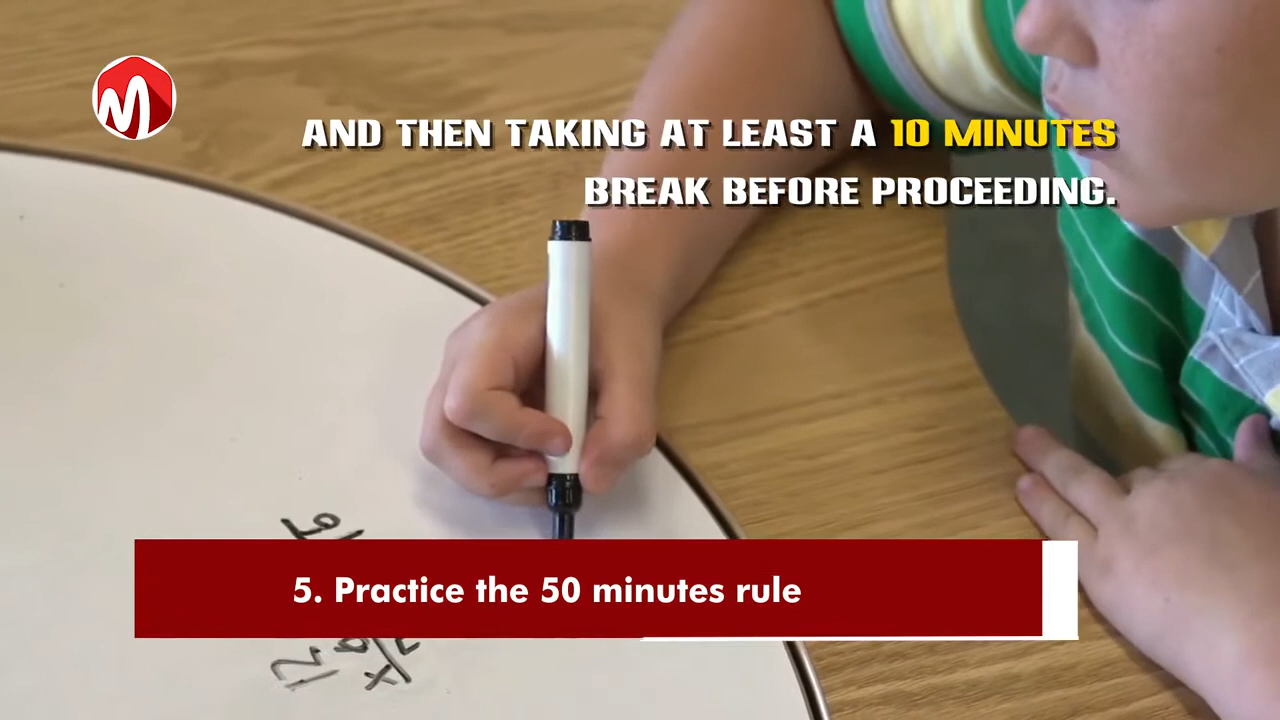 M
AND THEN TAKING AT LEAST A 10 MINUTES
BREAK BEFORE PROCEEDING.
5. Practice the 50 minutes rule